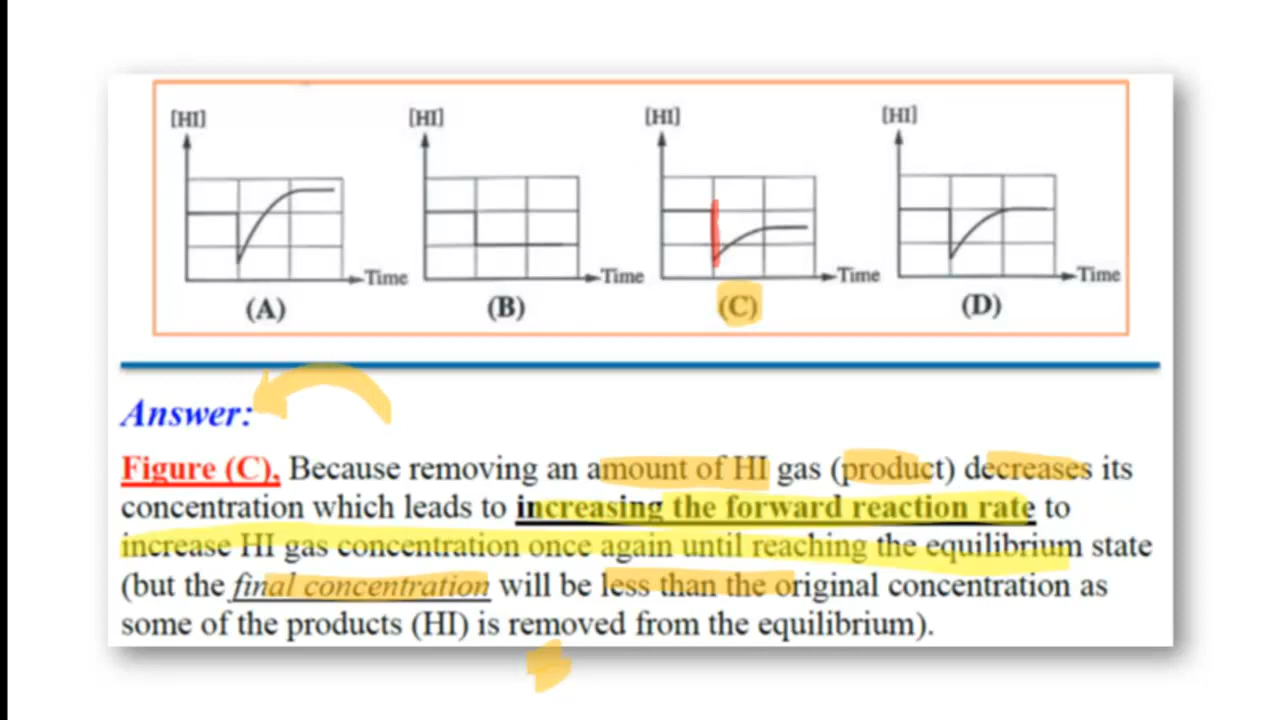 [HI] [HI] [HI] [HI]
Time Time Time Time
(A) (B) (C) (D)
Answer:
Figure (C), Because removing an amount of HI gas (product) decreases its
concentration which leads to increasing the forward reaction rate to
increase HI gas concentration once again until reaching the equilibrium state
(but the final concentration will be less than the original concentration as
some of the products (HI) is removed from the equilibrium).